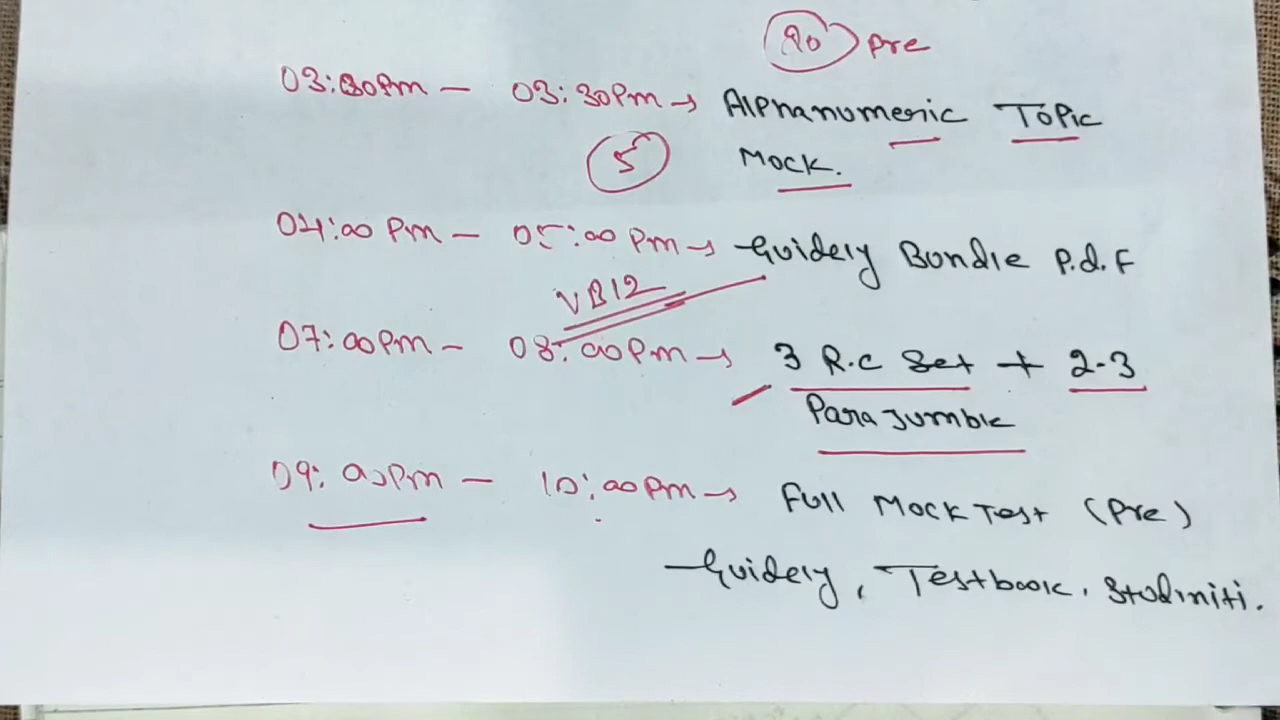 90 Pre
03:30Pm - 03:30Pm → Alphanumeric Topic
5 Mock.
04:00 Pm - 05:00 Pm → Guidely Bundle P.d.F
VB12
07:00Pm - 08:00Pm → 3 R.C Set + 2-3
Para Jumble
09:00Pm - 10:00Pm → Full Mock Test (Pre)
Guidely, Testbook, Studiniti.